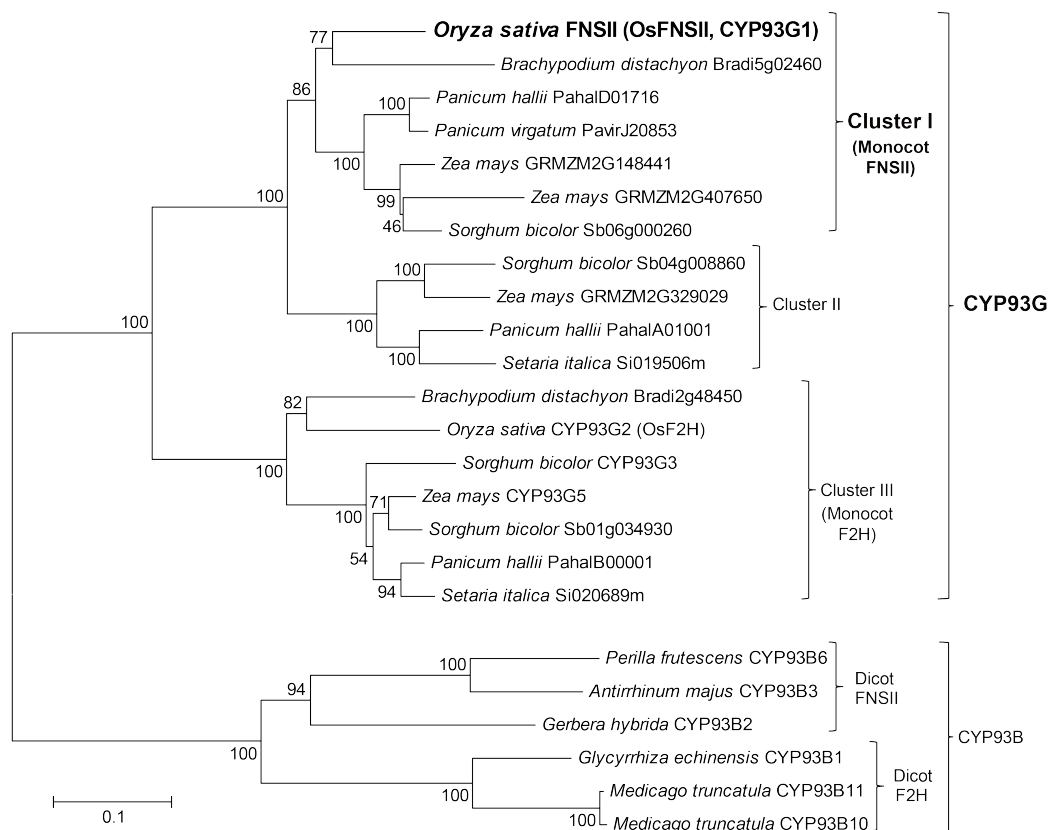 77
Oryza sativa FNSII (OsFNSII, CYP93G1)
Brachypodium distachyon Bradi5g02460
86
100
Panicum hallii PahalD01716
Panicum virgatum PavirJ20853
Cluster I
(Monocot
FNSII)
100
Zea mays GRMZM2G148441
100
99
Zea mays GRMZM2G407650
46
Sorghum bicolor Sb06g000260
100
Sorghum bicolor Sb04g008860
Zea mays GRMZM2G329029
Cluster II
CYP93G
100
100
Panicum hallii PahalA01001
100
Setaria italica Si019506m
82
Brachypodium distachyon Bradi2g48450
Oryza sativa CYP93G2 (OsF2H)
100
Sorghum bicolor CYP93G3
Cluster III
(Monocot
F2H)
71
Zea mays CYP93G5
100
Sorghum bicolor Sb01g034930
54
Panicum hallii PahalB00001
94
Setaria italica Si020689m
100
Perilla frutescens CYP93B6
94
Antirrhinum majus CYP93B3
Dicot
FNSII
Gerbera hybrida CYP93B2
CYP93B
100
Glycyrrhiza echinensis CYP93B1
Dicot
F2H
100
Medicago truncatula CYP93B11
100
Medicago truncatula CYP93B10
0.1